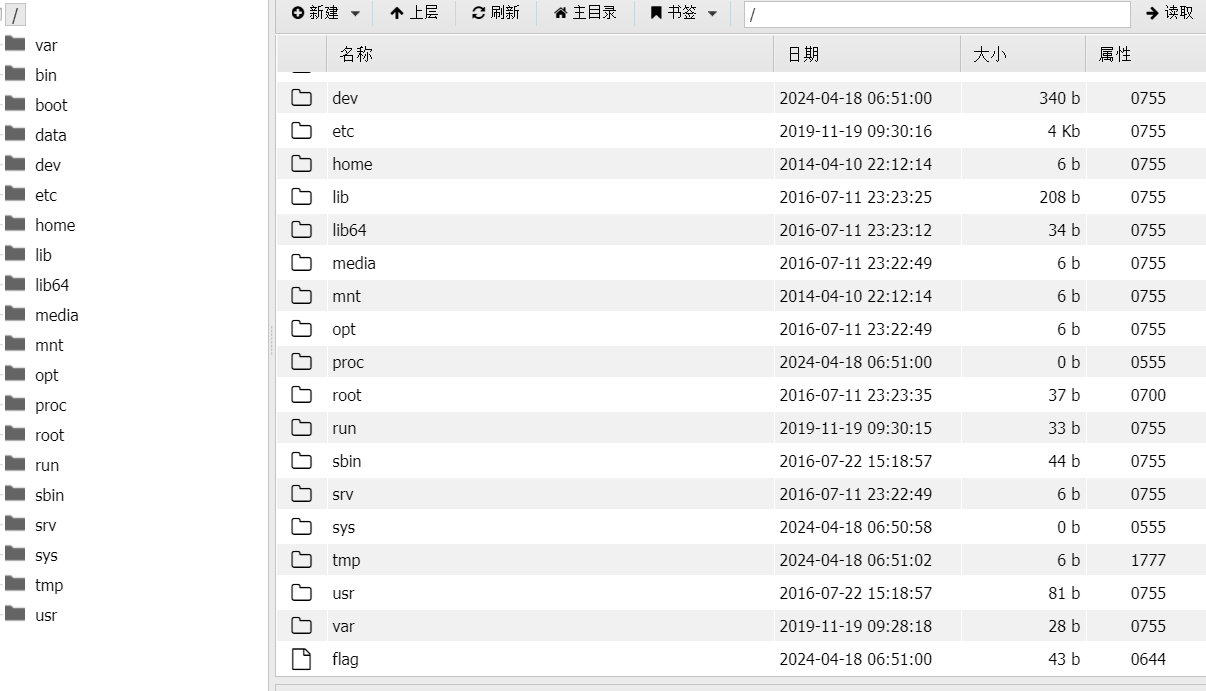 /
var
bin
boot
data
dev
etc
home
lib
lib64
media
mnt
opt
proc
root
run
sbin
srv
sys
tmp
usr
新建 上层 刷新 主目录 书签 / 读取
名称 日期 大小 属性
dev 2024-04-18 06:51:00 340 b 0755
etc 2019-11-19 09:30:16 4 Kb 0755
home 2014-04-10 22:12:14 6 b 0755
lib 2016-07-11 23:23:25 208 b 0755
lib64 2016-07-11 23:23:12 34 b 0755
media 2016-07-11 23:22:49 6 b 0755
mnt 2014-04-10 22:12:14 6 b 0755
opt 2016-07-11 23:22:49 6 b 0755
proc 2024-04-18 06:51:00 0 b 0555
root 2016-07-11 23:23:35 37 b 0700
run 2019-11-19 09:30:15 33 b 0755
sbin 2016-07-22 15:18:57 44 b 0755
srv 2016-07-11 23:22:49 6 b 0755
sys 2024-04-18 06:50:58 0 b 0555
tmp 2024-04-18 06:51:02 6 b 1777
usr 2016-07-22 15:18:57 81 b 0755
var 2019-11-19 09:28:18 28 b 0755
flag 2024-04-18 06:51:00 43 b 0644